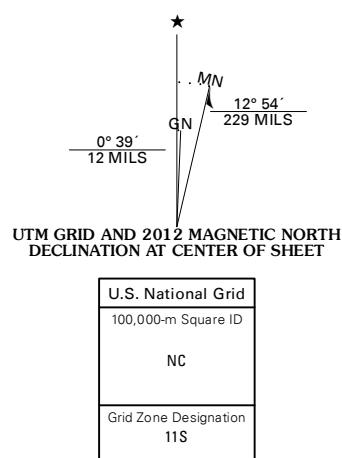 ★
MN
GN
12° 54´
229 MILS
0° 39´
12 MILS
UTM GRID AND 2012 MAGNETIC NORTH
DECLINATION AT CENTER OF SHEET
U.S. National Grid
100,000-m Square ID
NC
Grid Zone Designation
11S